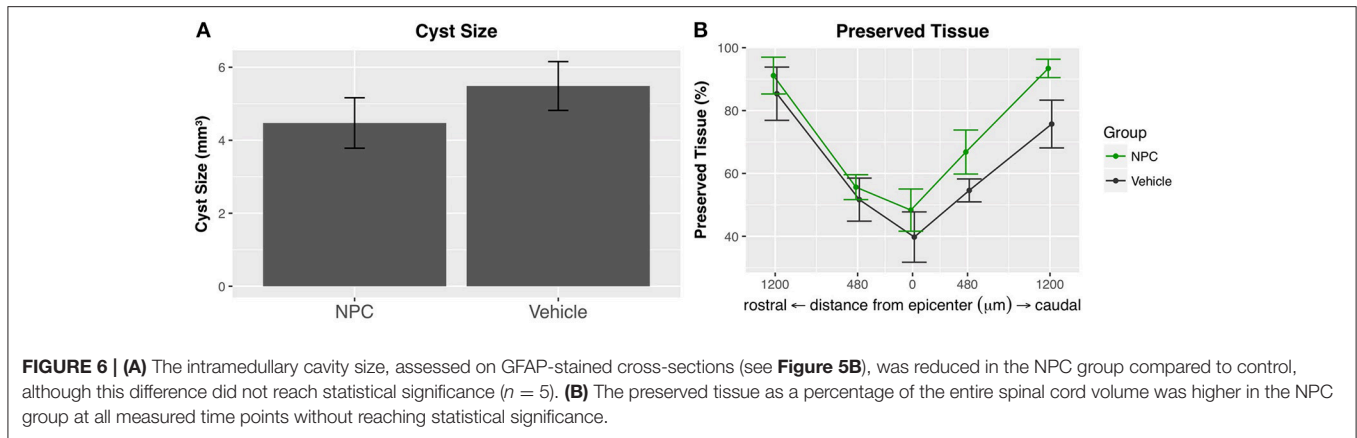 A
Cyst Size
6
4
2
0
Cyst Size (mm³)
NPC
Vehicle
B
Preserved Tissue
100
80
60
40
Preserved Tissue (%)
1200
480
0
480
1200
rostral ← distance from epicenter (μm) → caudal
Group
NPC
Vehicle
FIGURE 6 | (A) The intramedullary cavity size, assessed on GFAP-stained cross-sections (see Figure 5B), was reduced in the NPC group compared to control,
although this difference did not reach statistical significance (n = 5). (B) The preserved tissue as a percentage of the entire spinal cord volume was higher in the NPC
group at all measured time points without reaching statistical significance.